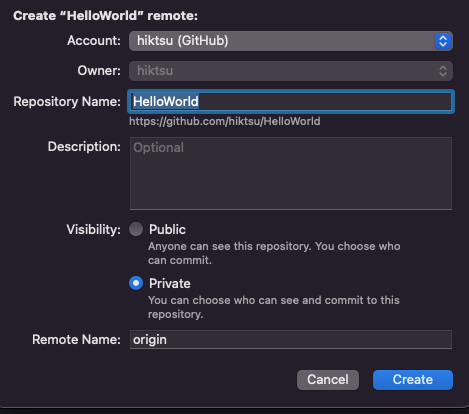 Create “HelloWorld” remote:
Account: hiktsu (GitHub)
Owner: hiktsu
Repository Name: HelloWorld
https://github.com/hiktsu/HelloWorld
Description: Optional
Visibility: Public
Anyone can see this repository. You choose who
can commit.
Private
You can choose who can see and commit to this
repository.
Remote Name: origin
Cancel Create